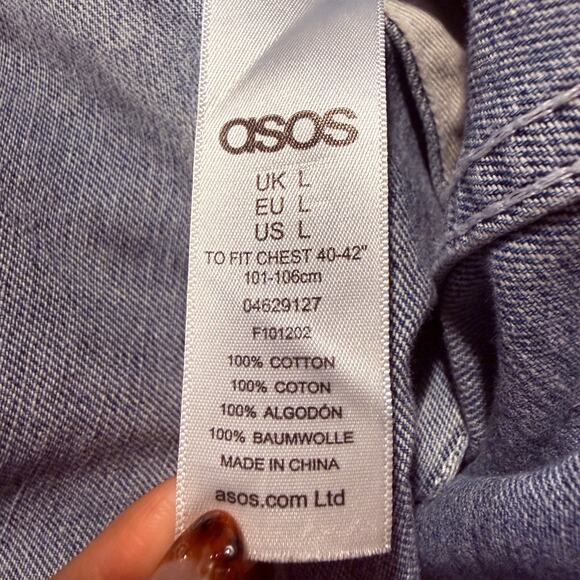 asos
UK L
EU L
US L
TO FIT CHEST 40-42"
101-106cm
04629127
F101202
100% COTTON
100% COTON
100% ALGODÓN
100% BAUMWOLLE
MADE IN CHINA
asos.com Ltd